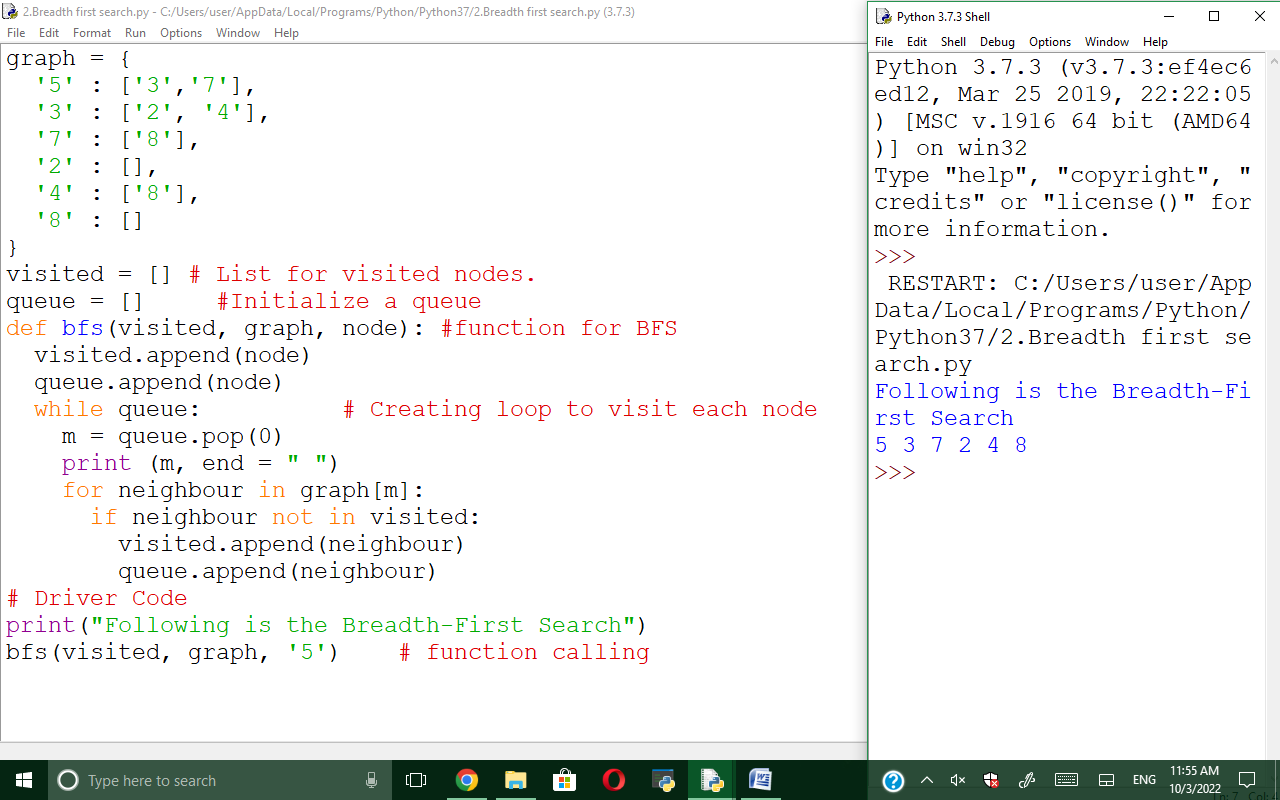 2.Breadth first search.py - C:/Users/user/AppData/Local/Programs/Python/Python37/2.Breadth first search.py (3.7.3)
File Edit Format Run Options Window Help
graph = {
  '5' : ['3','7'],
  '3' : ['2', '4'],
  '7' : ['8'],
  '2' : [],
  '4' : ['8'],
  '8' : []
}
visited = [] # List for visited nodes.
queue = []     #Initialize a queue
def bfs(visited, graph, node): #function for BFS
  visited.append(node)
  queue.append(node)
  while queue:          # Creating loop to visit each node
    m = queue.pop(0)
    print (m, end = " ")
    for neighbour in graph[m]:
      if neighbour not in visited:
        visited.append(neighbour)
        queue.append(neighbour)
# Driver Code
print("Following is the Breadth-First Search")
bfs(visited, graph, '5')    # function calling
Python 3.7.3 Shell
File Edit Shell Debug Options Window Help
Python 3.7.3 (v3.7.3:ef4ec6
ed12, Mar 25 2019, 22:22:05
) [MSC v.1916 64 bit (AMD64
)] on win32
Type "help", "copyright", "
credits" or "license()" for
more information.
>>>
 RESTART: C:/Users/user/App
Data/Local/Programs/Python/
Python37/2.Breadth first se
arch.py
Following is the Breadth-Fi
rst Search
5 3 7 2 4 8
>>>
Type here to search
ENG
11:55 AM
10/3/2022